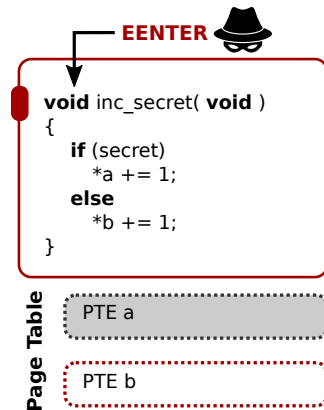 EENTER
void inc_secret( void )
{
if (secret)
*a += 1;
else
*b += 1;
}
Page Table
PTE a
PTE b